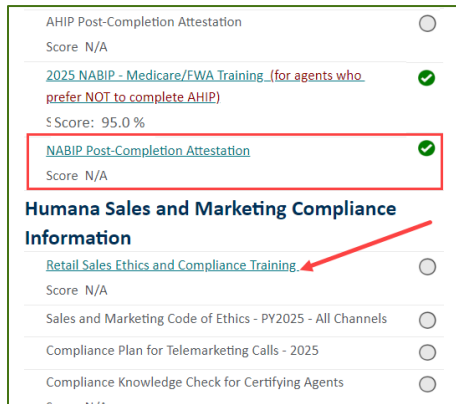 AHIP Post-Completion Attestation
Score N/A
2025 NABIP - Medicare/FWA Training (for agents who
prefer NOT to complete AHIP)
Score: 95.0 %
NABIP Post-Completion Attestation
Score N/A
Humana Sales and Marketing Compliance
Information
Retail Sales Ethics and Compliance Training
Score N/A
Sales and Marketing Code of Ethics - PY2025 - All Channels
Compliance Plan for Telemarketing Calls - 2025
Compliance Knowledge Check for Certifying Agents